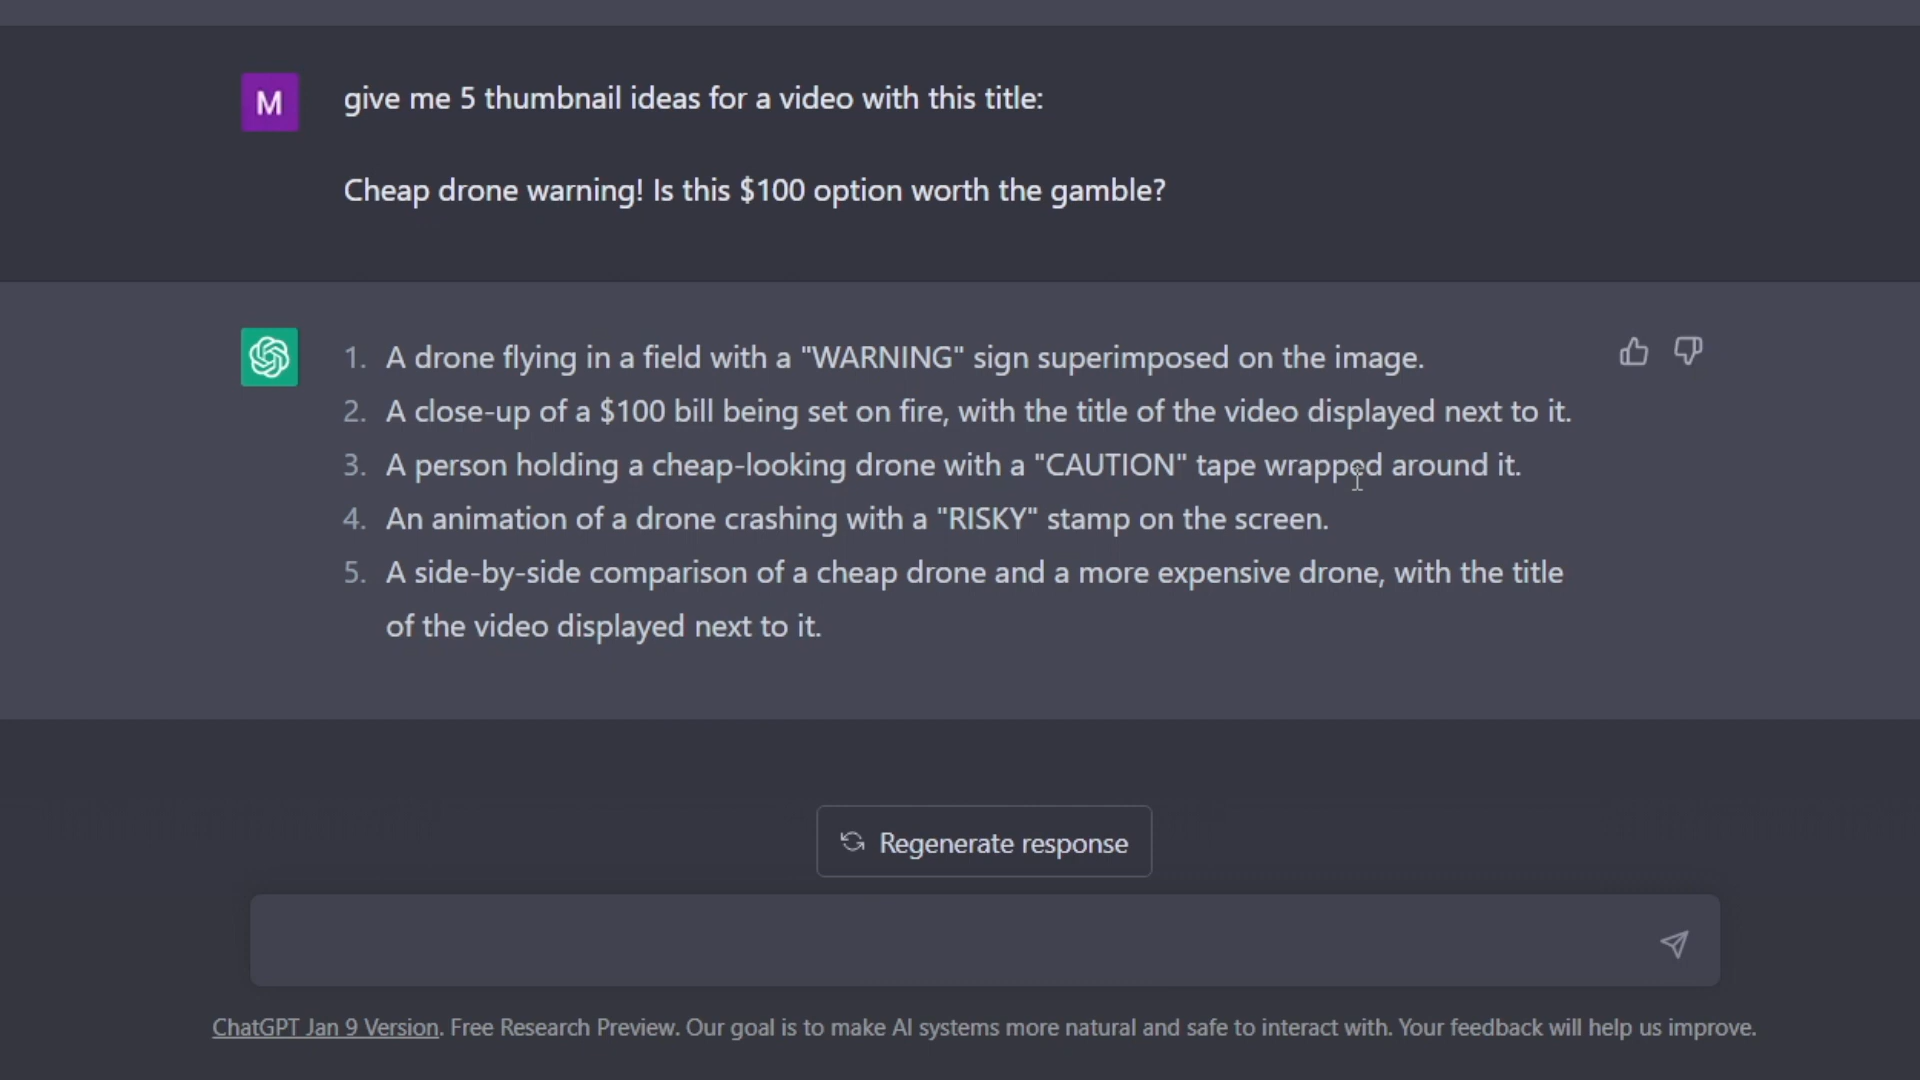 M
give me 5 thumbnail ideas for a video with this title:
Cheap drone warning! Is this $100 option worth the gamble?
1. A drone flying in a field with a "WARNING" sign superimposed on the image.
2. A close-up of a $100 bill being set on fire, with the title of the video displayed next to it.
3. A person holding a cheap-looking drone with a "CAUTION" tape wrapped around it.
4. An animation of a drone crashing with a "RISKY" stamp on the screen.
5. A side-by-side comparison of a cheap drone and a more expensive drone, with the title
of the video displayed next to it.
Regenerate response
ChatGPT Jan 9 Version. Free Research Preview. Our goal is to make AI systems more natural and safe to interact with. Your feedback will help us improve.